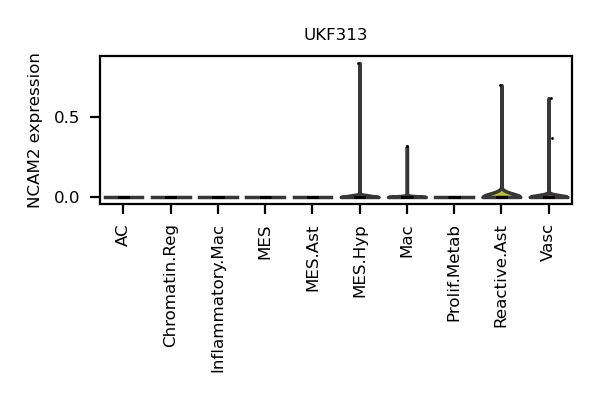 UKF313
NCAM2 expression
0.5
0.0
AC
Chromatin.Reg
Inflammatory.Mac
MES
MES.Ast
MES.Hyp
Mac
Prolif.Metab
Reactive.Ast
Vasc